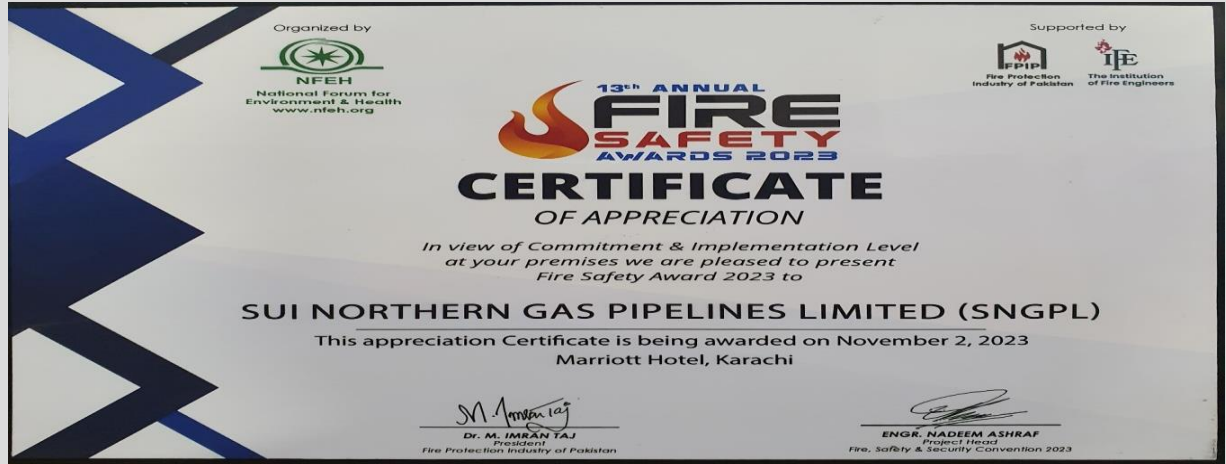 Organized by
NFEH
National Forum for
Environment & Health
www.nfeh.org
Supported by
FPIP
Fire Protection
Industry of Pakistan
IFE
The Institution
of Fire Engineers
13th ANNUAL
FIRE
SAFETY
AWARDS 2023
CERTIFICATE
OF APPRECIATION
In view of Commitment & Implementation Level
at your premises we are pleased to present
Fire Safety Award 2023 to
SUI NORTHERN GAS PIPELINES LIMITED (SNGPL)
This appreciation Certificate is being awarded on November 2, 2023
Marriott Hotel, Karachi
M. Imran Taj
Dr. M. IMRAN TAJ
President
Fire Protection Industry of Pakistan
ENGR. NADEEM ASHRAF
Project Head
Fire, Safety & Security Convention 2023